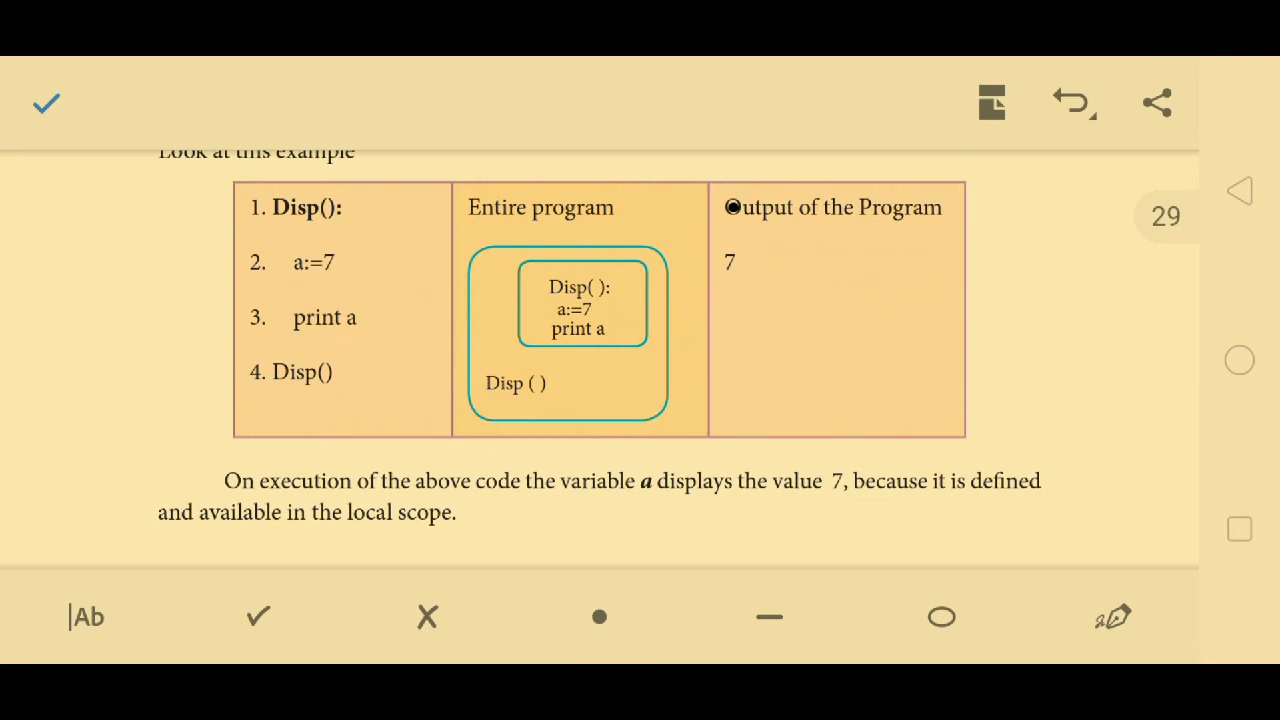 Look at this example
1. Disp():
2. a:=7
3. print a
4. Disp()
Entire program
Disp( ):
a:=7
print a
Disp ( )
Output of the Program
7
29
On execution of the above code the variable a displays the value 7, because it is defined
and available in the local scope.
|Ab